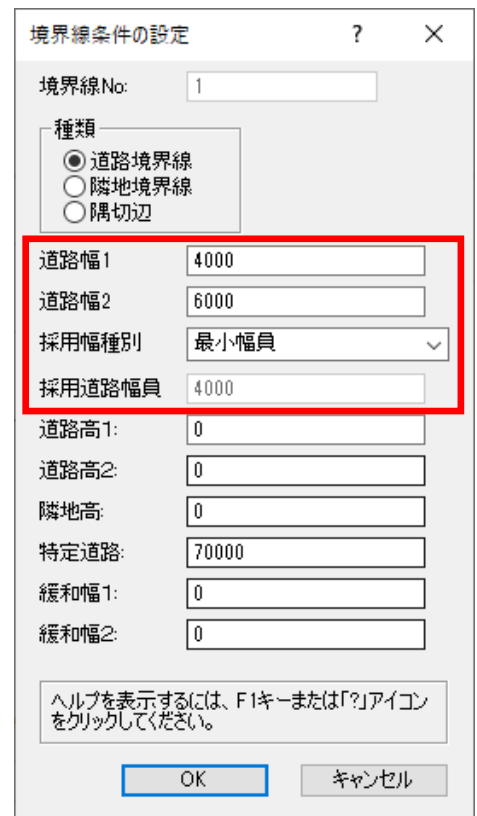 境界線条件の設定 ? ×
境界線No: 1
種類
道路境界線
隣地境界線
隅切辺
道路幅1 4000
道路幅2 6000
採用幅種別 最小幅員
採用道路幅員 4000
道路高1: 0
道路高2: 0
隣地高: 0
特定道路: 70000
緩和幅1: 0
緩和幅2: 0
ヘルプを表示するには、F1キーまたは「?」アイコン
をクリックしてください。
OK キャンセル